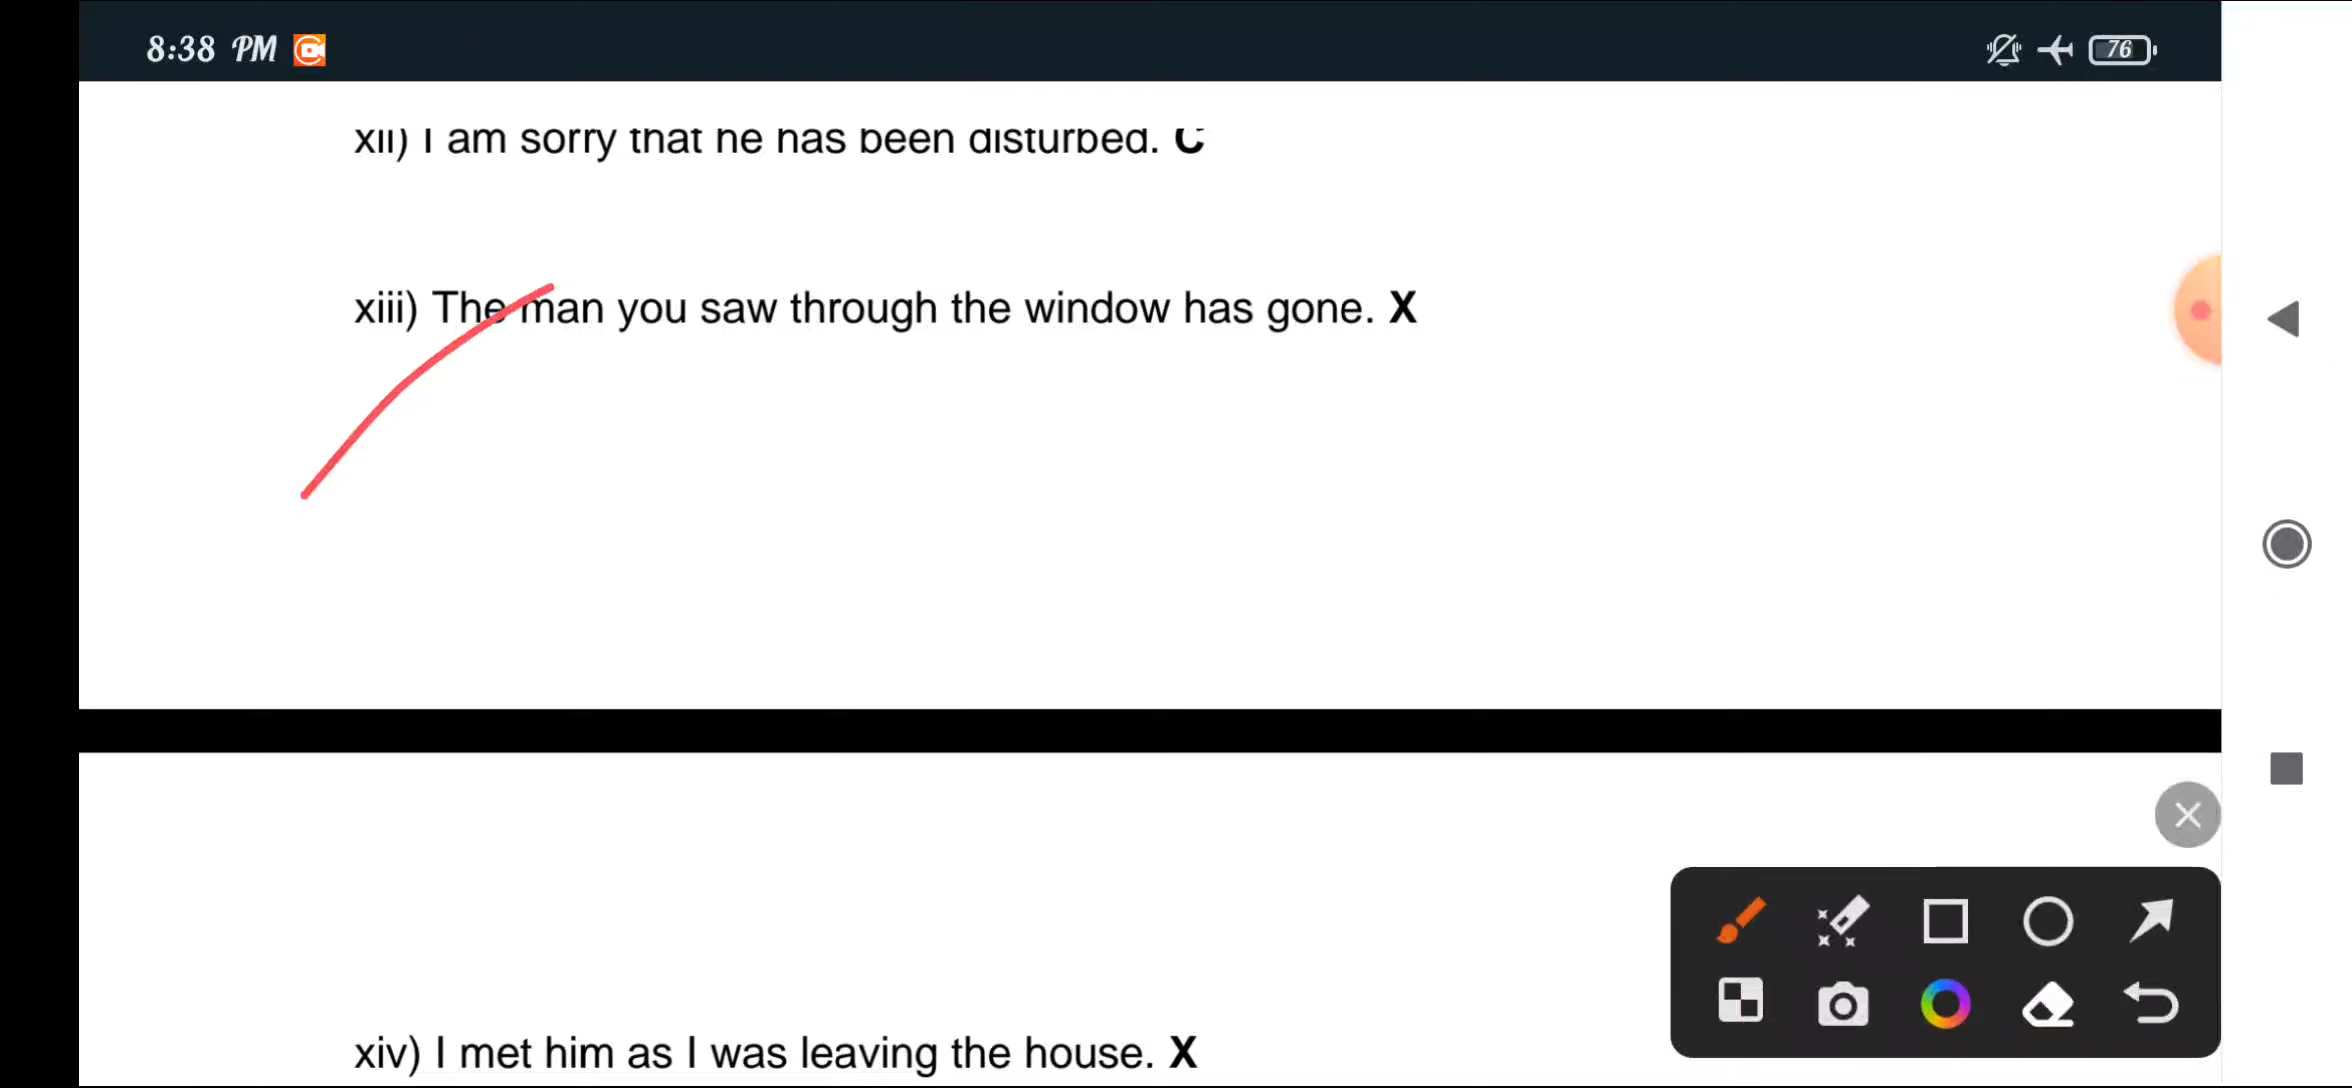 8:38 PM
76
xii) I am sorry that he has been disturbed. C
xiii) The man you saw through the window has gone. X
xiv) I met him as I was leaving the house. X